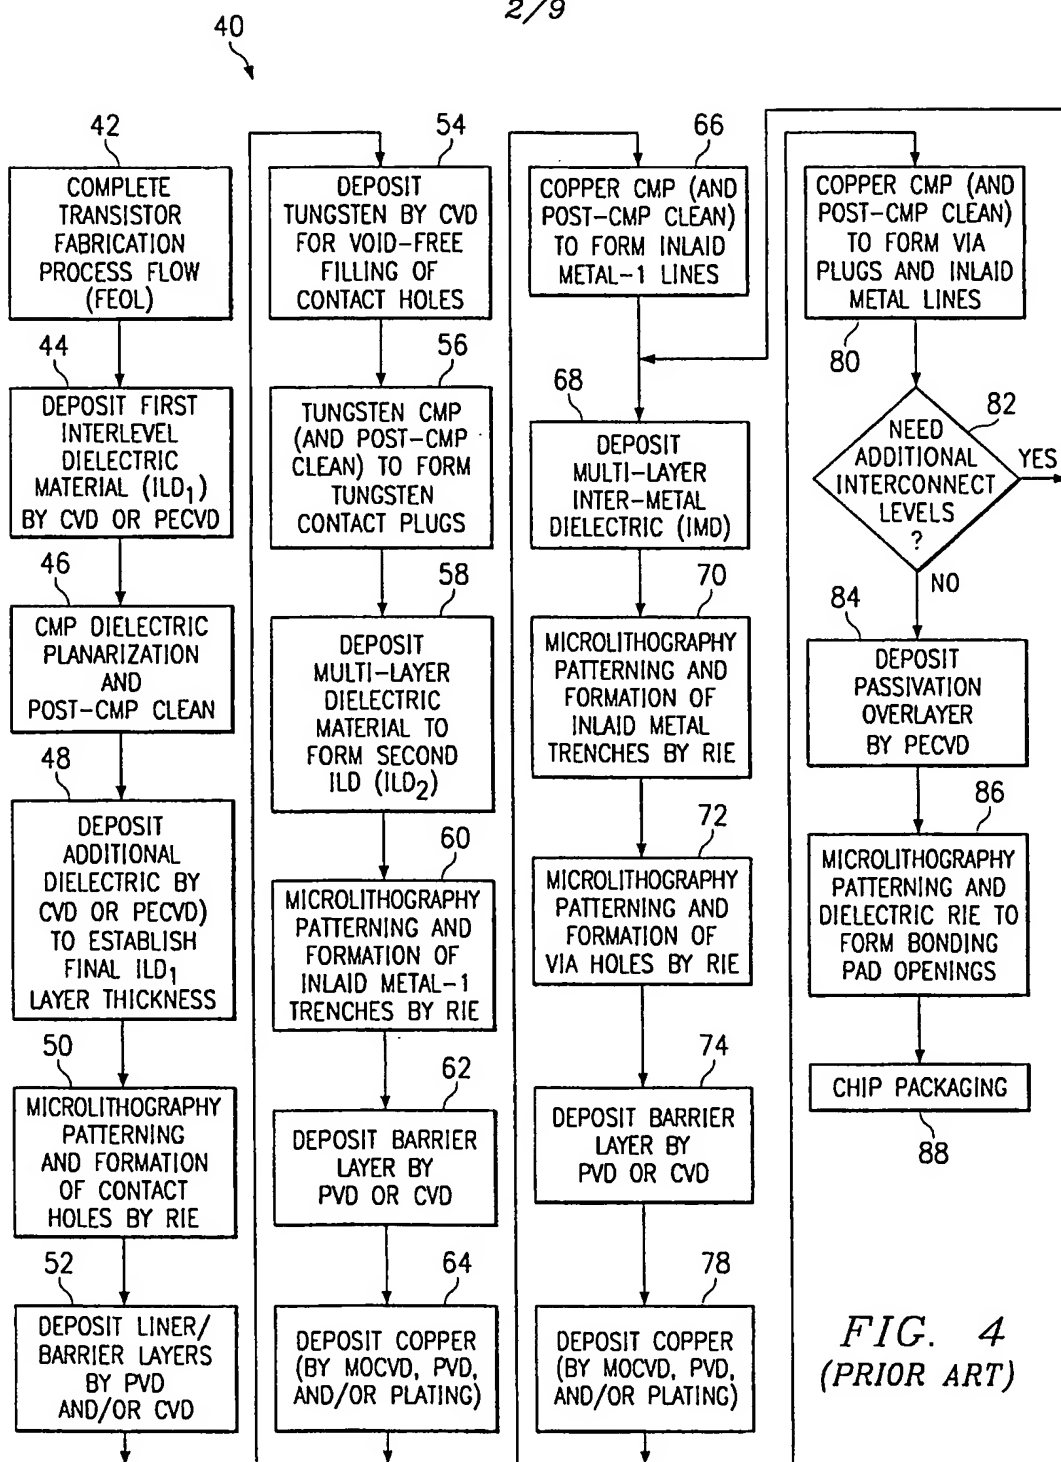 2/9
40
42
COMPLETE
TRANSISTOR
FABRICATION
PROCESS FLOW
(FEOL)
44
DEPOSIT FIRST
INTERLEVEL
DIELECTRIC
MATERIAL (ILD₁)
BY CVD OR PECVD
46
CMP DIELECTRIC
PLANARIZATION
AND
POST-CMP CLEAN
48
DEPOSIT
ADDITIONAL
DIELECTRIC BY
CVD OR PECVD)
TO ESTABLISH
FINAL ILD₁
LAYER THICKNESS
50
MICROLITHOGRAPHY
PATTERNING
AND FORMATION
OF CONTACT
HOLES BY RIE
52
DEPOSIT LINER/
BARRIER LAYERS
BY PVD
AND/OR CVD
54
DEPOSIT
TUNGSTEN BY CVD
FOR VOID-FREE
FILLING OF
CONTACT HOLES
56
TUNGSTEN CMP
(AND POST-CMP
CLEAN) TO FORM
TUNGSTEN
CONTACT PLUGS
58
DEPOSIT
MULTI-LAYER
DIELECTRIC
MATERIAL TO
FORM SECOND
ILD (ILD₂)
60
MICROLITHOGRAPHY
PATTERNING AND
FORMATION OF
INLAID METAL-1
TRENCHES BY RIE
62
DEPOSIT BARRIER
LAYER BY
PVD OR CVD
64
DEPOSIT COPPER
(BY MOCVD, PVD,
AND/OR PLATING)
66
COPPER CMP (AND
POST-CMP CLEAN)
TO FORM INLAID
METAL-1 LINES
68
DEPOSIT
MULTI-LAYER
INTER-METAL
DIELECTRIC (IMD)
70
MICROLITHOGRAPHY
PATTERNING AND
FORMATION OF
INLAID METAL
TRENCHES BY RIE
72
MICROLITHOGRAPHY
PATTERNING AND
FORMATION OF
VIA HOLES BY RIE
74
DEPOSIT BARRIER
LAYER BY
PVD OR CVD
78
DEPOSIT COPPER
(BY MOCVD, PVD,
AND/OR PLATING)
COPPER CMP (AND
POST-CMP CLEAN)
TO FORM VIA
PLUGS AND INLAID
METAL LINES
80
82
NEED
ADDITIONAL
INTERCONNECT
LEVELS
?
YES
NO
84
DEPOSIT
PASSIVATION
OVERLAYER
BY PECVD
86
MICROLITHOGRAPHY
PATTERNING AND
DIELECTRIC RIE TO
FORM BONDING
PAD OPENINGS
CHIP PACKAGING
88
FIG. 4
(PRIOR ART)